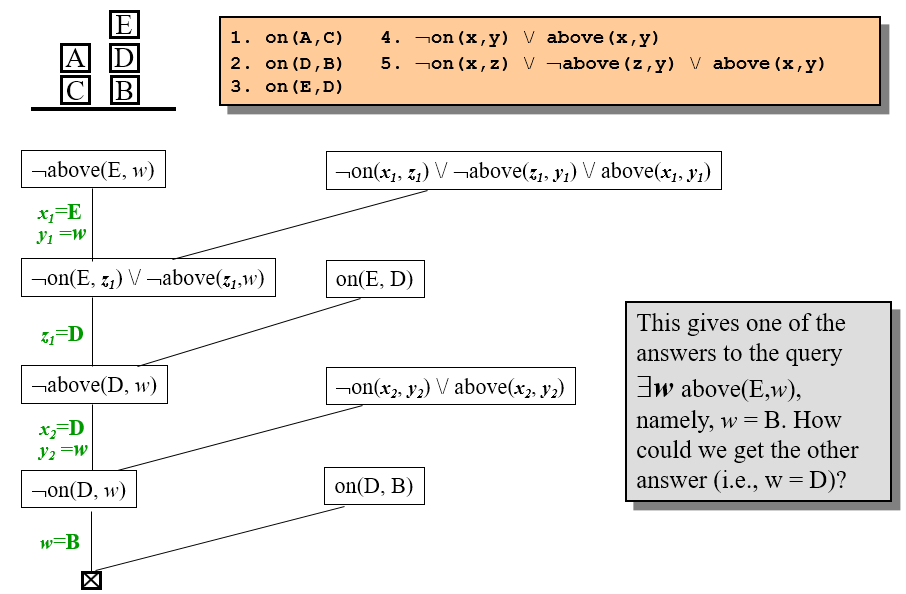 E
A D
C B
1. on(A,C) 4. ¬on(x,y) \/ above(x,y)
2. on(D,B) 5. ¬on(x,z) \/ ¬above(z,y) \/ above(x,y)
3. on(E,D)
¬above(E, w)
¬on(x₁, z₁) \/ ¬above(z₁, y₁) \/ above(x₁, y₁)
x₁=E
y₁ =w
¬on(E, z₁) \/ ¬above(z₁,w)
on(E, D)
z₁=D
¬above(D, w)
¬on(x₂, y₂) \/ above(x₂, y₂)
x₂=D
y₂ =w
¬on(D, w)
on(D, B)
w=B
This gives one of the
answers to the query
∃w above(E,w),
namely, w = B. How
could we get the other
answer (i.e., w = D)?